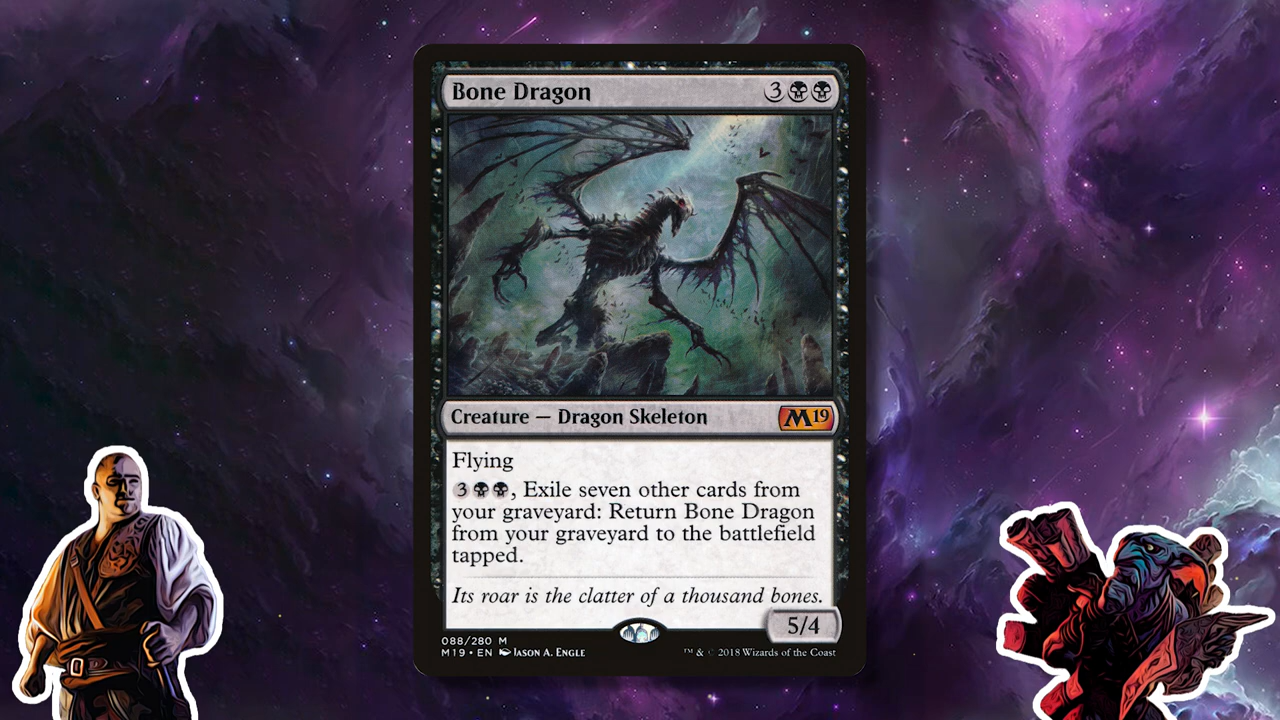 Bone Dragon
3
Creature — Dragon Skeleton
M19
Flying
3, Exile seven other cards from
your graveyard: Return Bone Dragon
from your graveyard to the battlefield
tapped.
Its roar is the clatter of a thousand bones.
5/4
088/280 M
M19 • EN Jason A. Engle
™ & © 2018 Wizards of the Coast